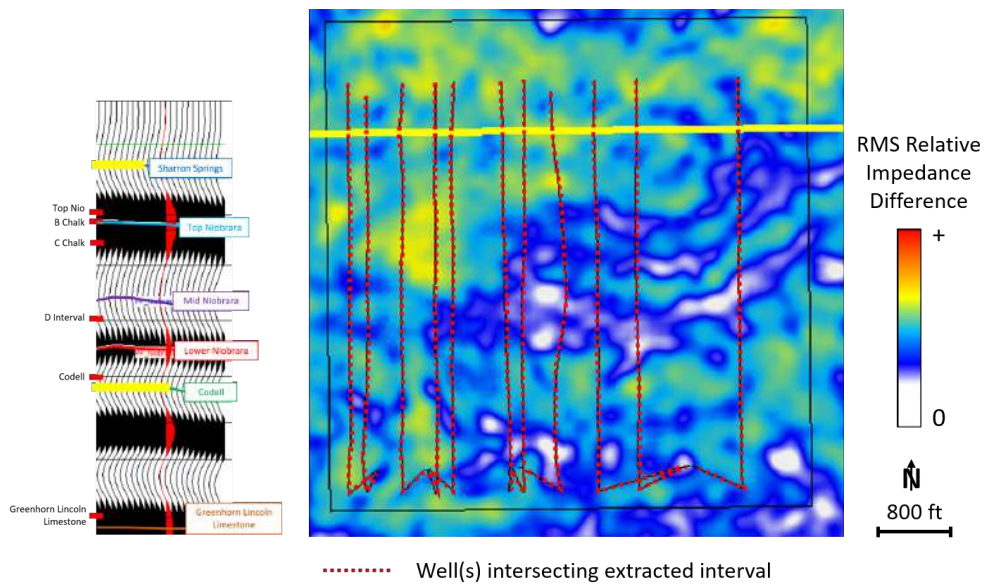 Sharron Springs
Top Nio
B Chalk
Top Niobrara
C Chalk
Mid Niobrara
D Interval
Lower Niobrara
Codell
Codell
Greenhorn Lincoln
Limestone
Greenhorn Lincoln
Limestone
RMS Relative
Impedance
Difference
+
0
N
800 ft
Well(s) intersecting extracted interval